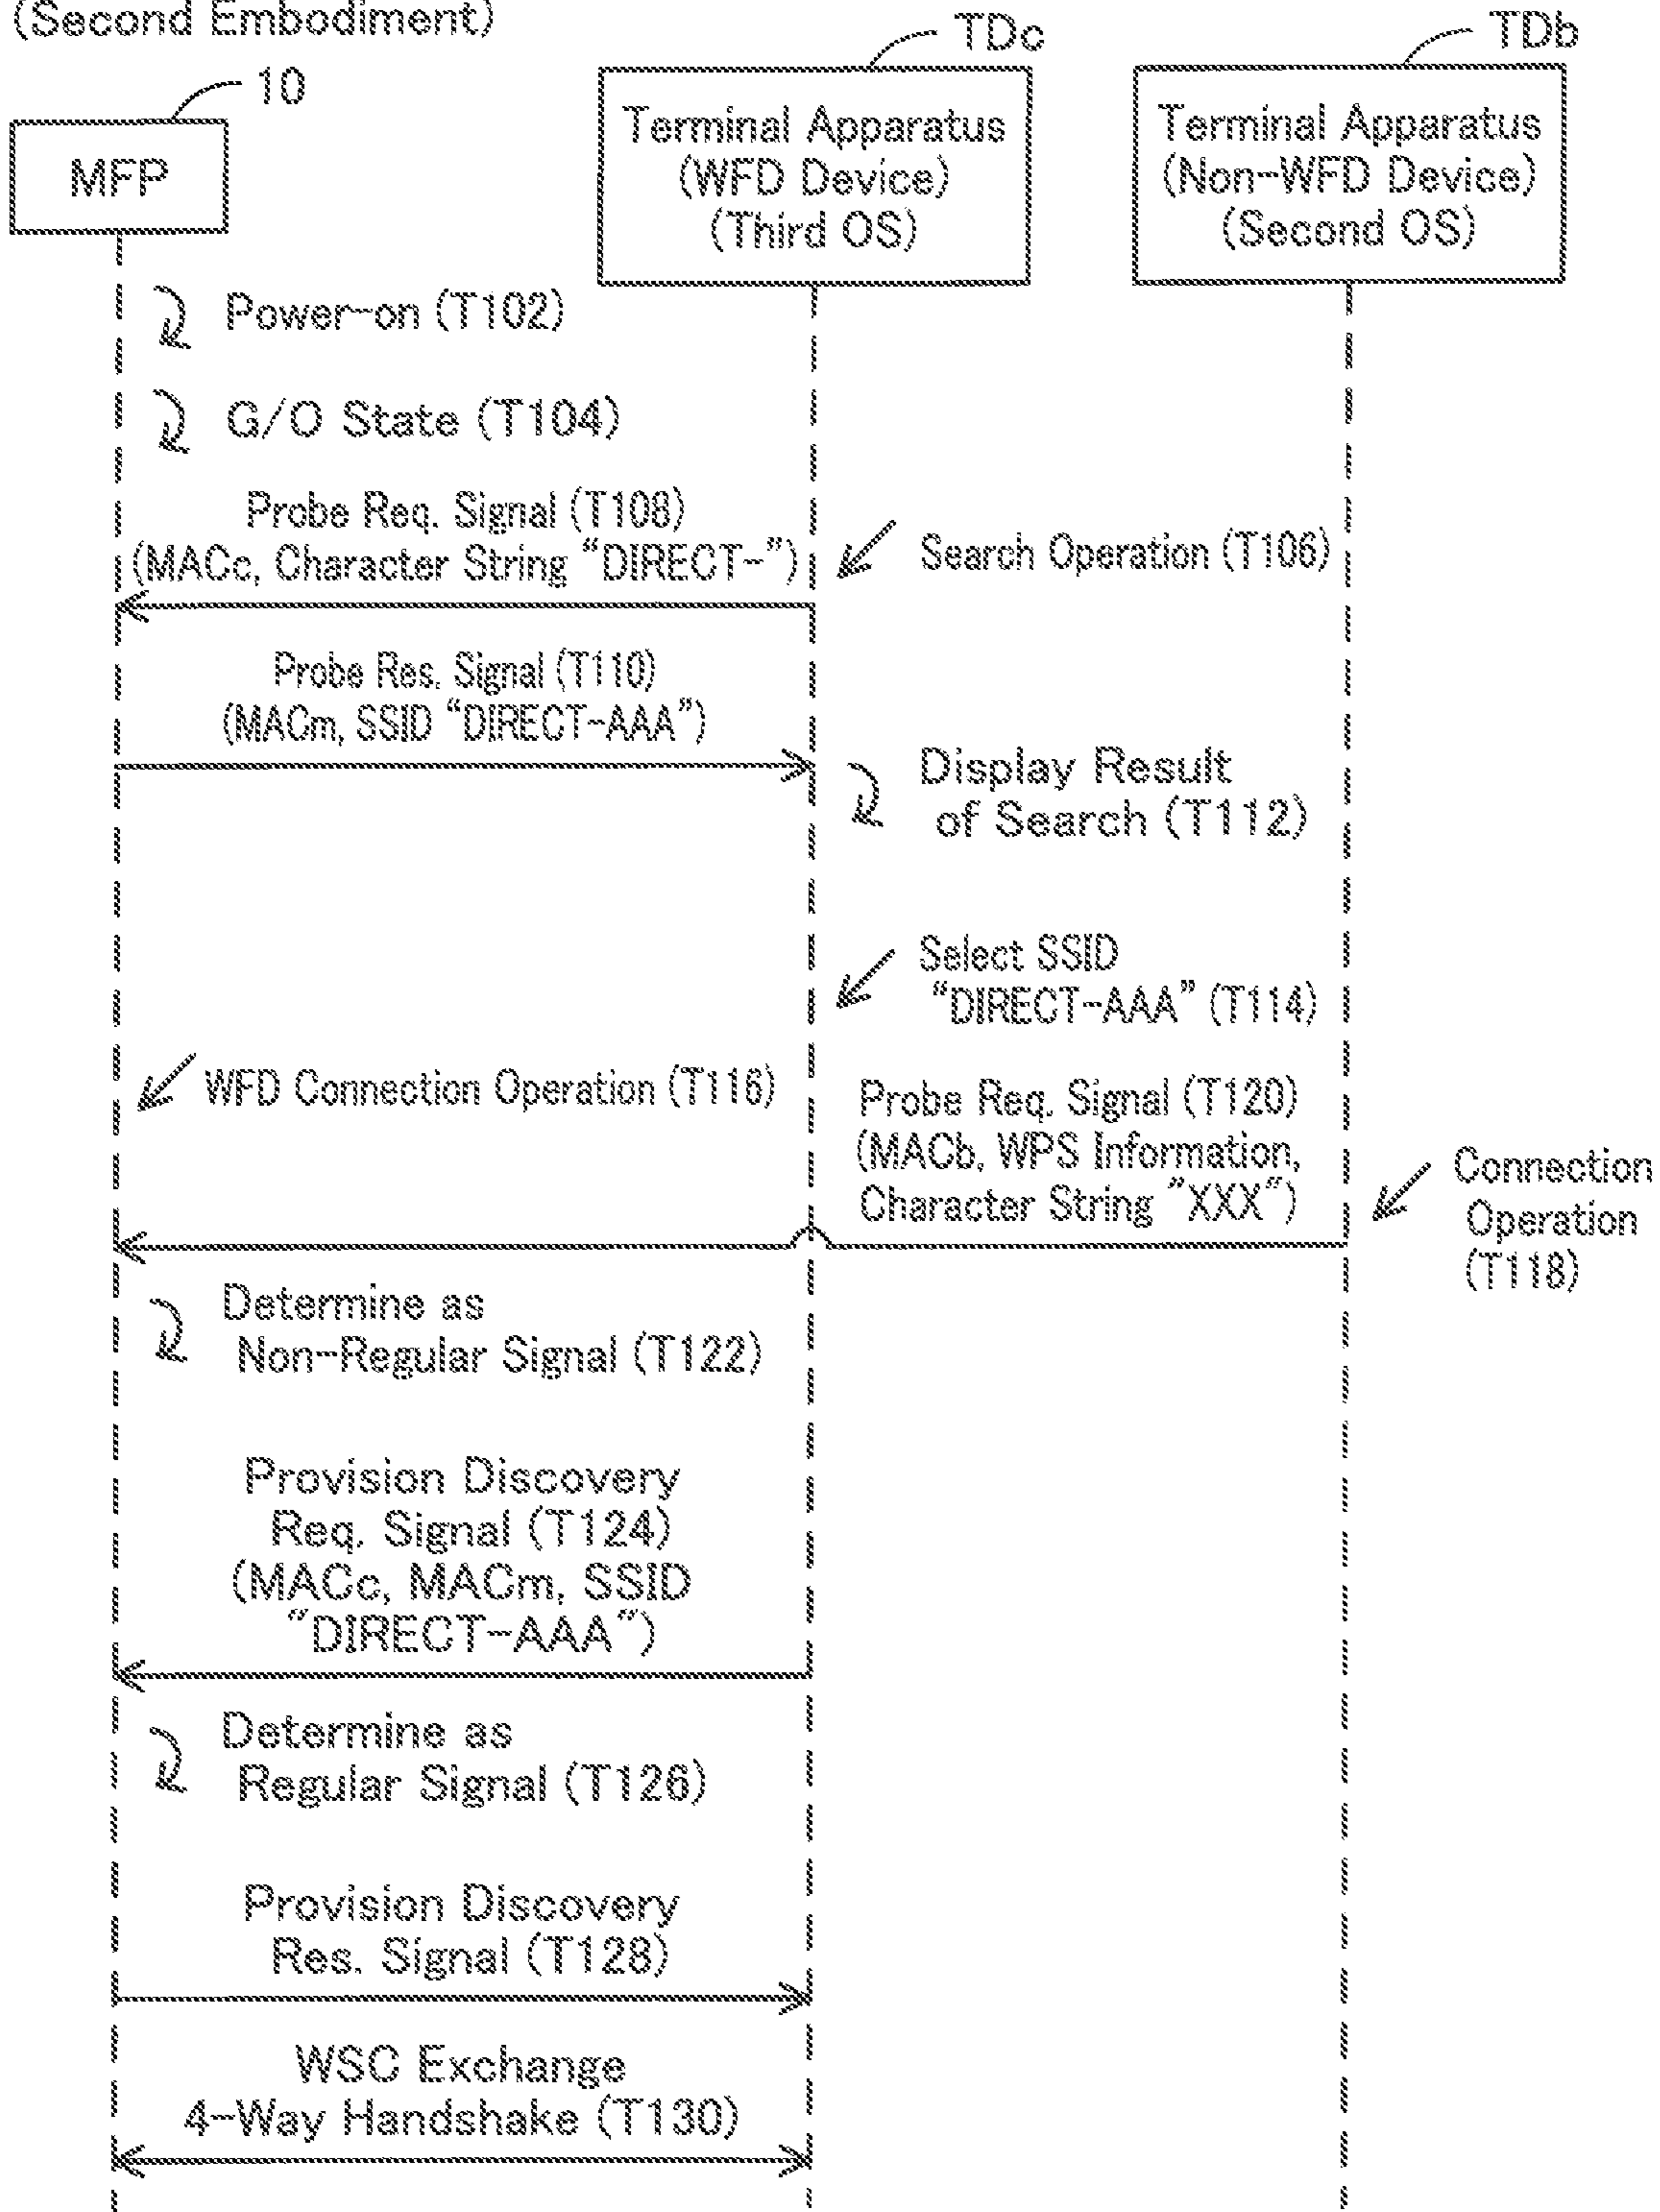 (Second Embodiment)
10
MFP
TDc
Terminal Apparatus
(WFD Device)
(Third OS)
TDb
Terminal Apparatus
(Non-WFD Device)
(Second OS)
Power-on (T102)
G/O State (T104)
Probe Req. Signal (T108)
(MACc, Character String “DIRECT-”)
Search Operation (T106)
Probe Res. Signal (T110)
(MACm, SSID “DIRECT-AAA”)
Display Result
of Search (T112)
Select SSID
“DIRECT-AAA” (T114)
WFD Connection Operation (T116)
Probe Req. Signal (T120)
(MACb, WPS Information,
Character String "XXX")
Connection
Operation
(T118)
Determine as
Non-Regular Signal (T122)
Provision Discovery
Req. Signal (T124)
(MACc, MACm, SSID
"DIRECT-AAA")
Determine as
Regular Signal (T126)
Provision Discovery
Res. Signal (T128)
WSC Exchange
4-Way Handshake (T130)